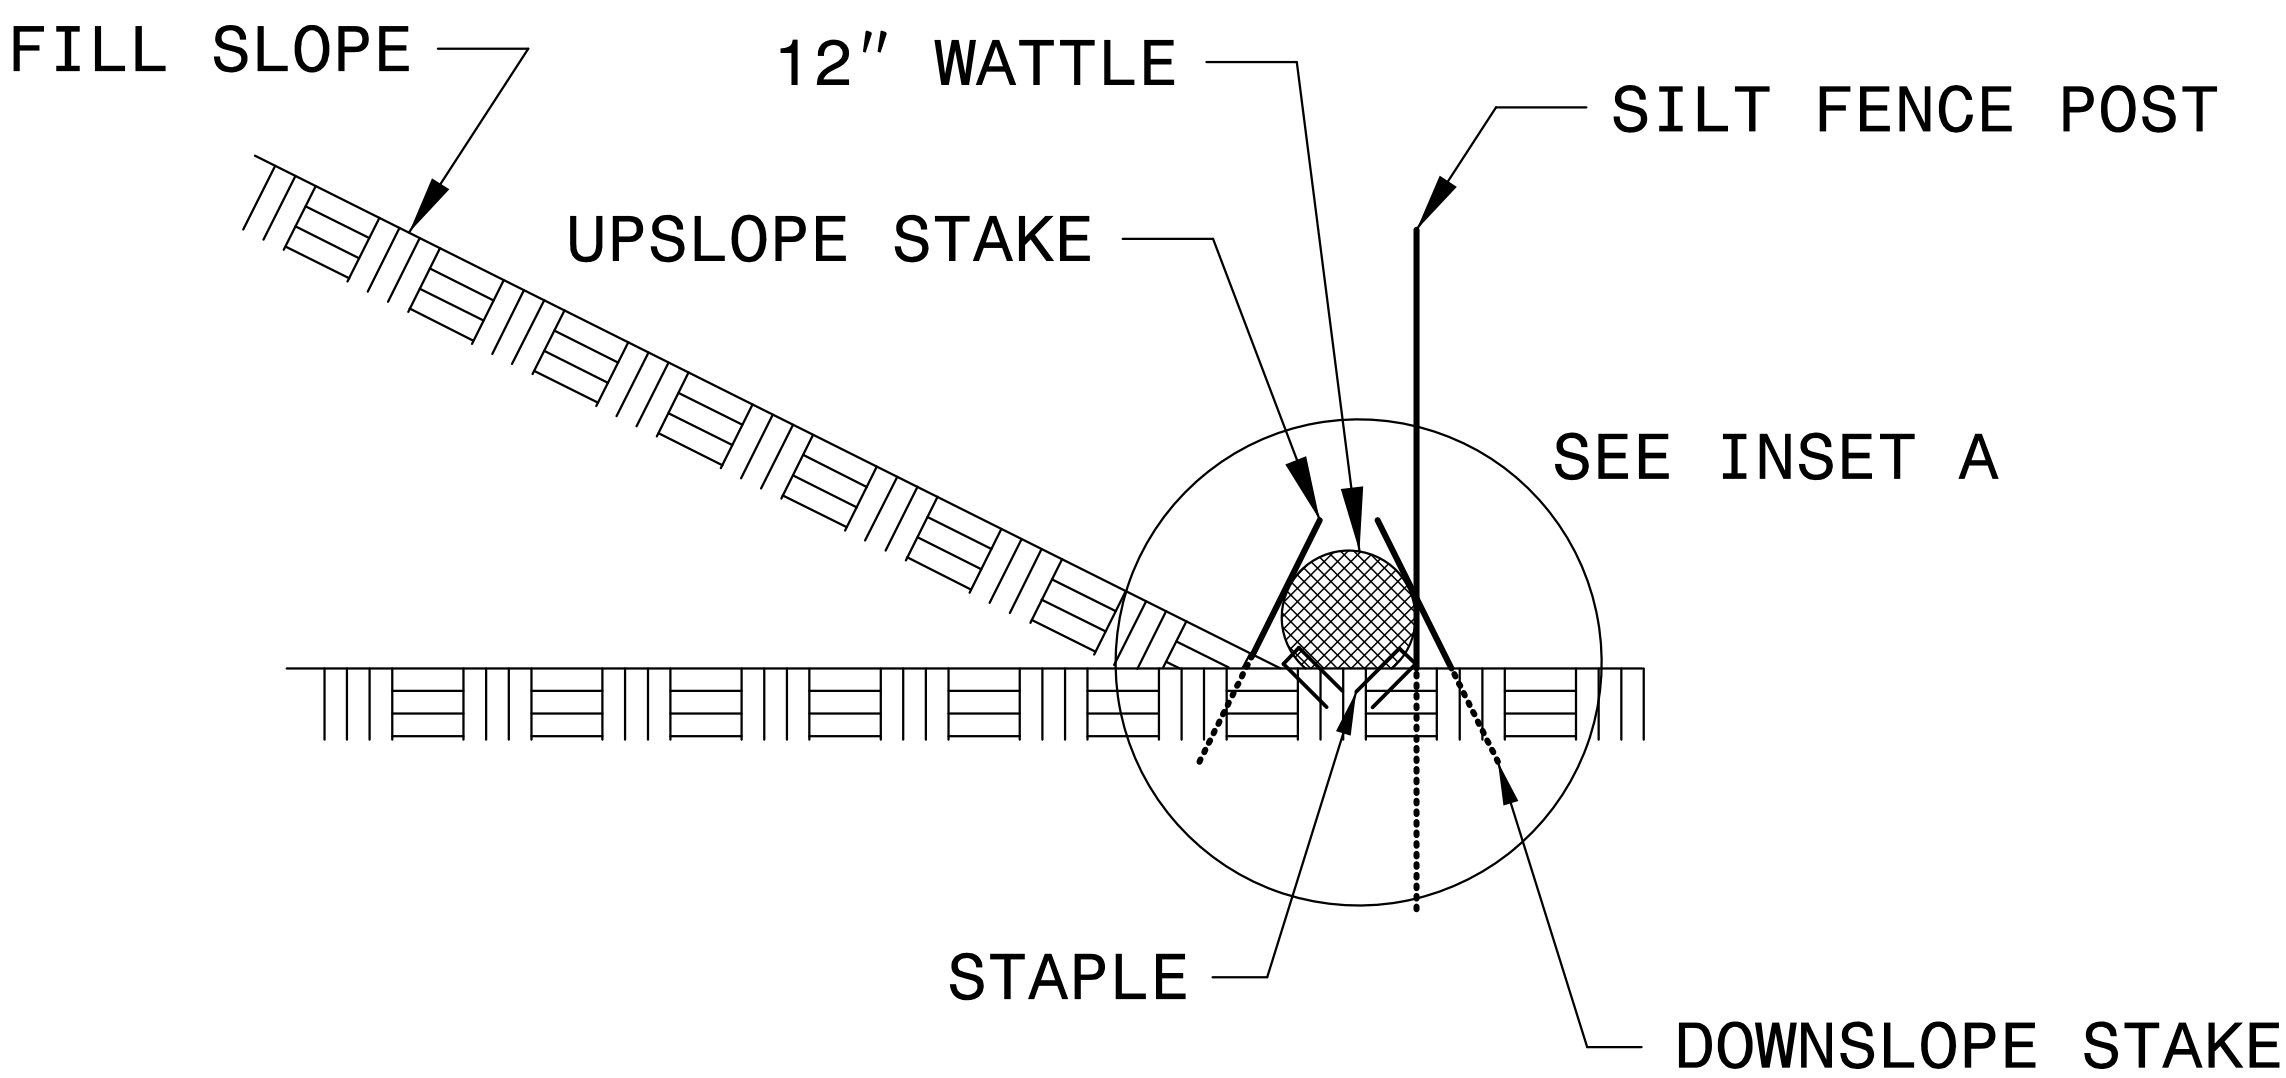 FILL SLOPE
12" WATTLE
SILT FENCE POST
UPSLOPE STAKE
SEE INSET A
STAPLE
DOWNSLOPE STAKE